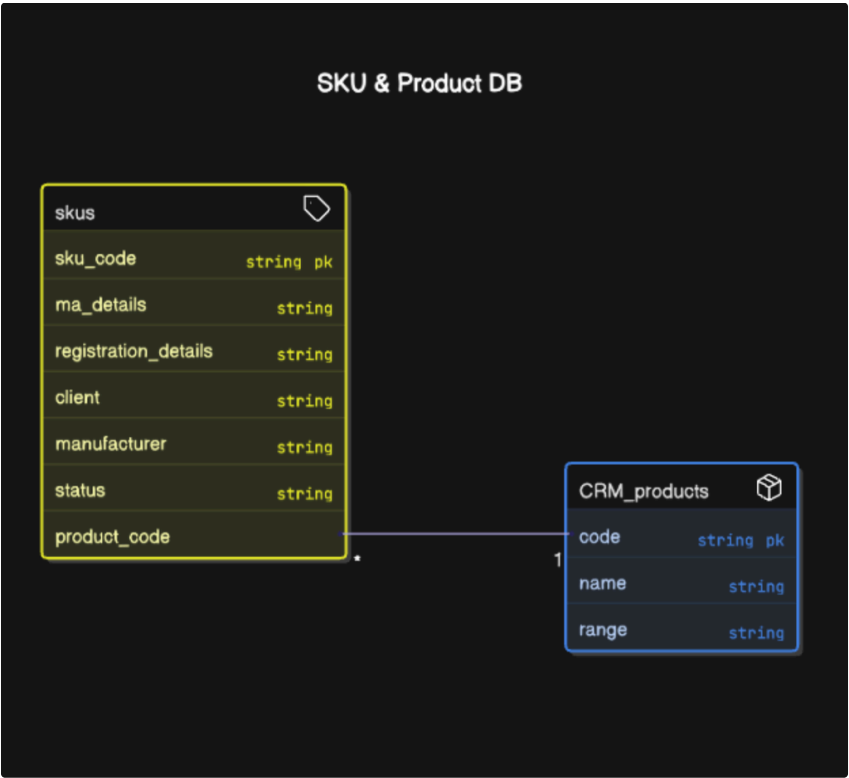 SKU & Product DB
skus
sku_code string pk
ma_details string
registration_details string
client string
manufacturer string
status string
product_code
* 1
CRM_products
code string pk
name string
range string